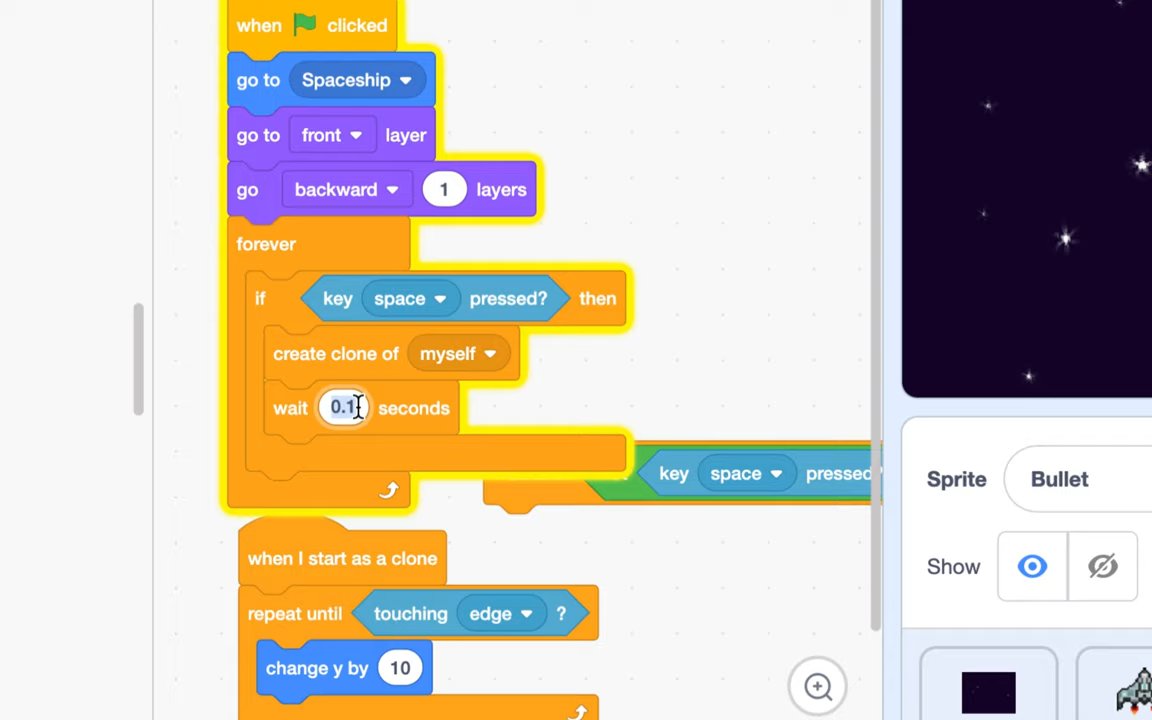 when clicked
go to Spaceship
go to front layer
go backward 1 layers
forever
if key space pressed? then
create clone of myself
wait 0.1 seconds
key space pressed?
when I start as a clone
repeat until touching edge ?
change y by 10
Sprite Bullet
Show